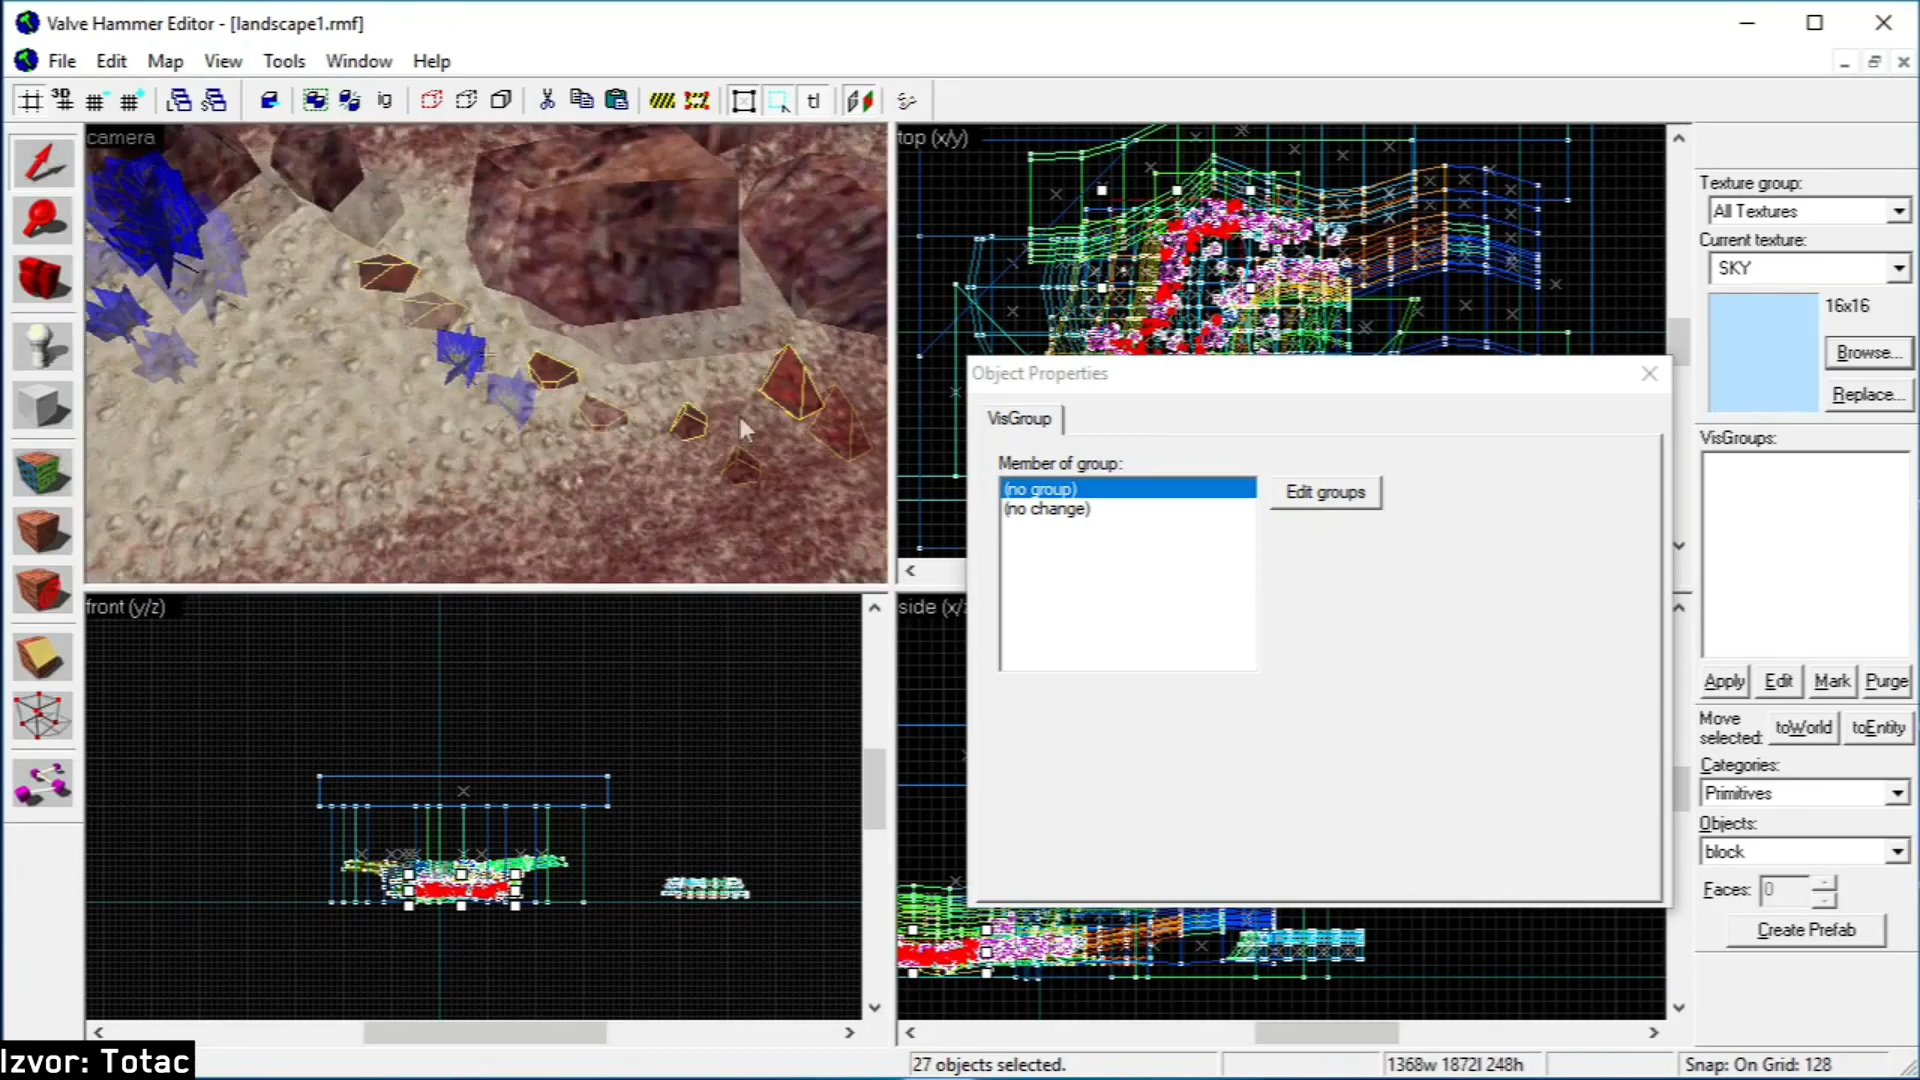 Valve Hammer Editor - [landscape1.rmf]
File Edit Map View Tools Window Help
3D ig tl
camera
top (x/y)
front (y/z)
side (x/z
Object Properties
VisGroup
Member of group:
(no group)
(no change)
Edit groups
Texture group:
All Textures
Current texture:
SKY
16x16
Browse...
Replace...
VisGroups:
Apply Edit Mark Purge
Move
selected: toWorld toEntity
Categories:
Primitives
Objects:
block
Faces: 0
Create Prefab
Izvor: Totac
27 objects selected. 1368w 1872l 248h Snap: On Grid: 128